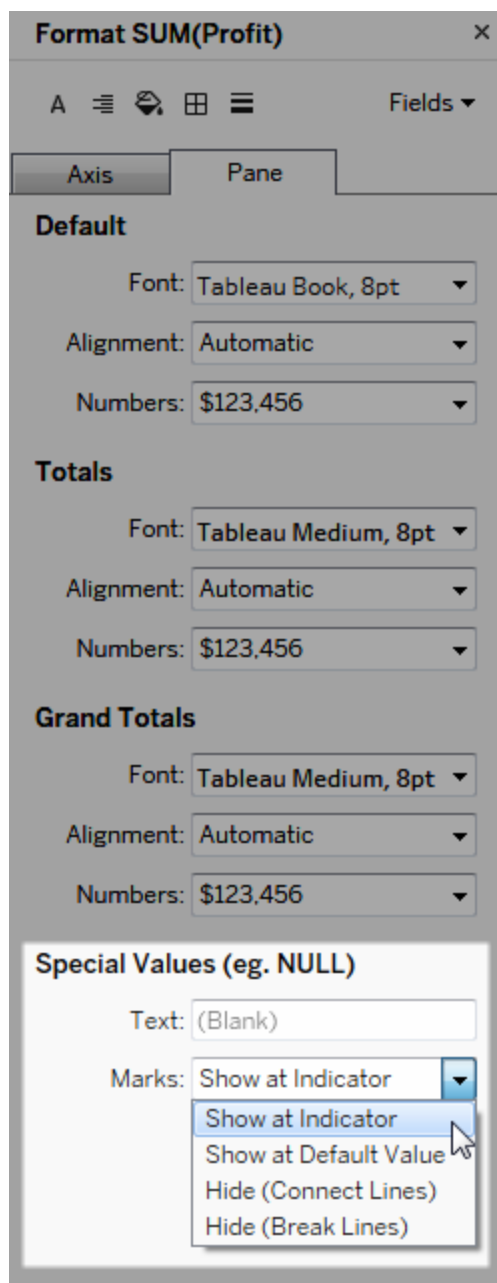 Format SUM(Profit) ×
A Fields
Axis Pane
Default
Font: Tableau Book, 8pt
Alignment: Automatic
Numbers: $123,456
Totals
Font: Tableau Medium, 8pt
Alignment: Automatic
Numbers: $123,456
Grand Totals
Font: Tableau Medium, 8pt
Alignment: Automatic
Numbers: $123,456
Special Values (eg. NULL)
Text: (Blank)
Marks: Show at Indicator
Show at Indicator
Show at Default Value
Hide (Connect Lines)
Hide (Break Lines)